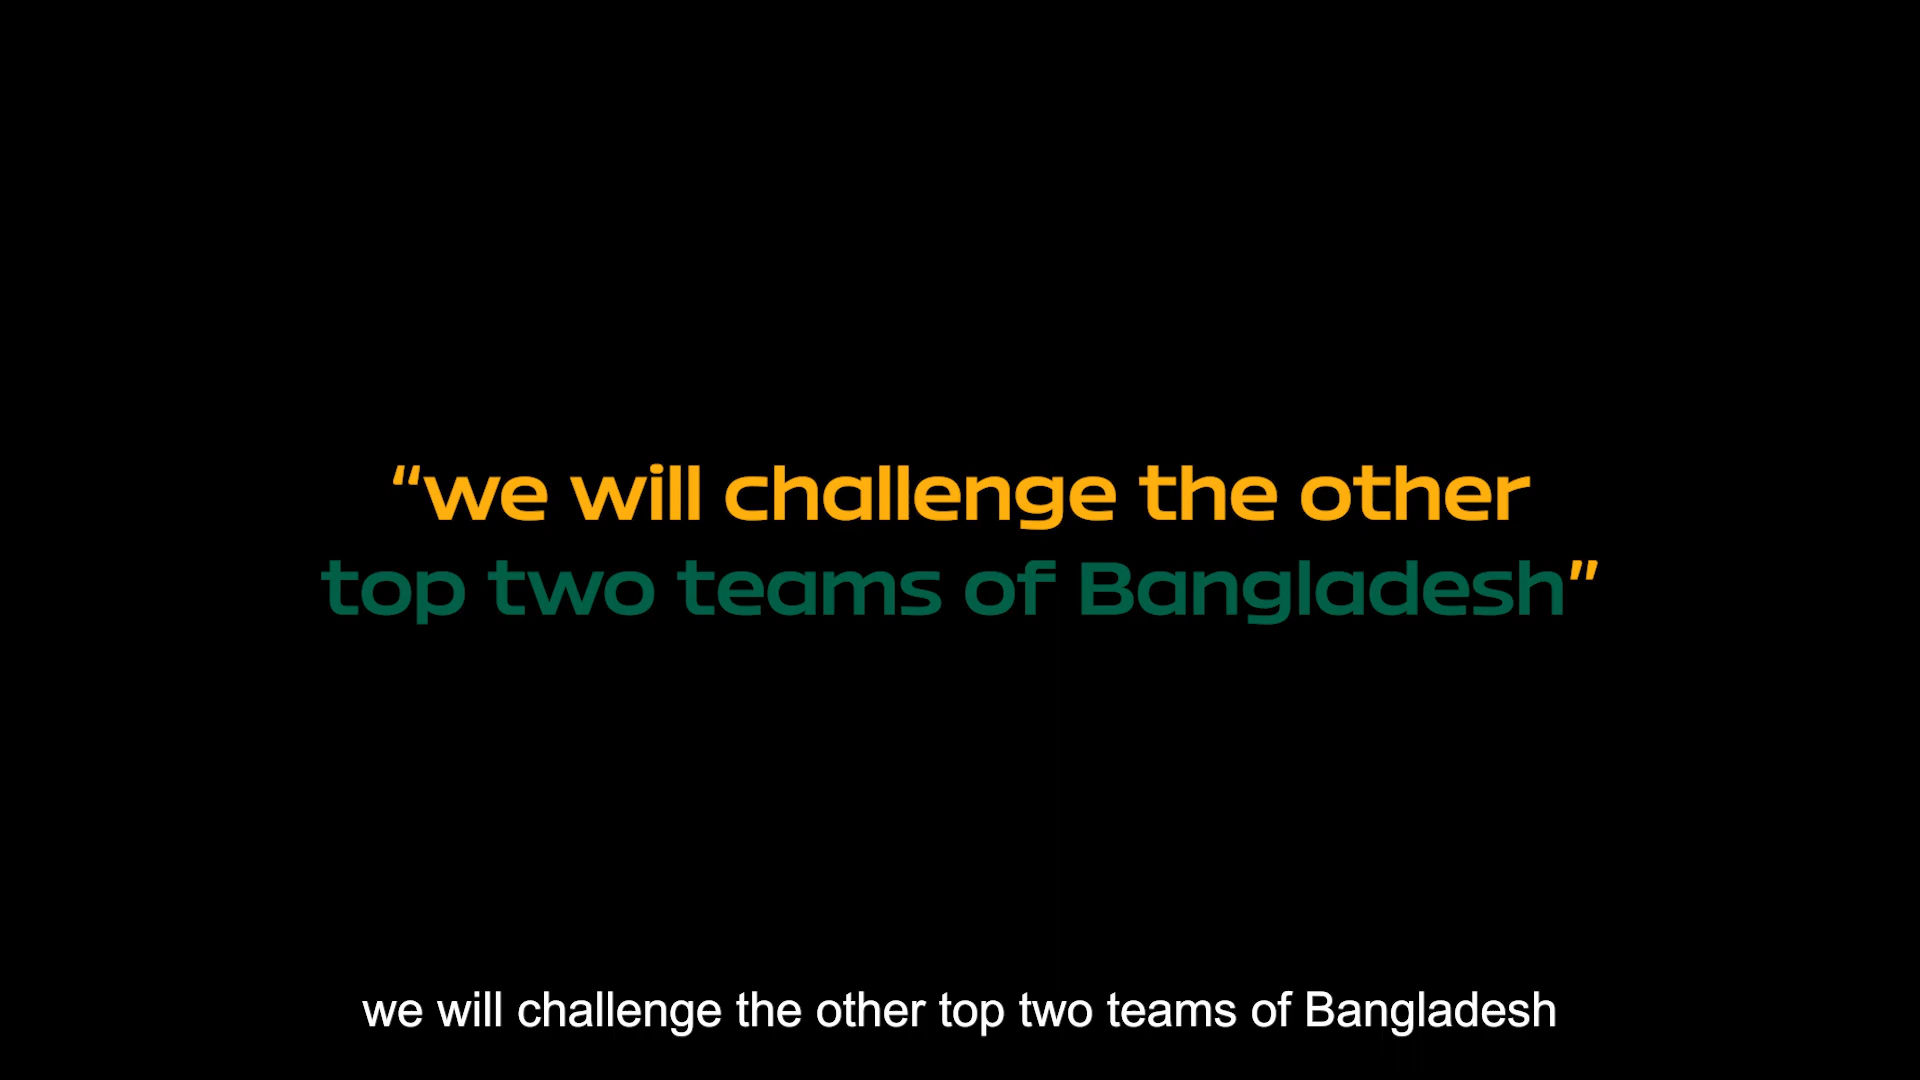 “we will challenge the other
top two teams of Bangladesh”
we will challenge the other top two teams of Bangladesh